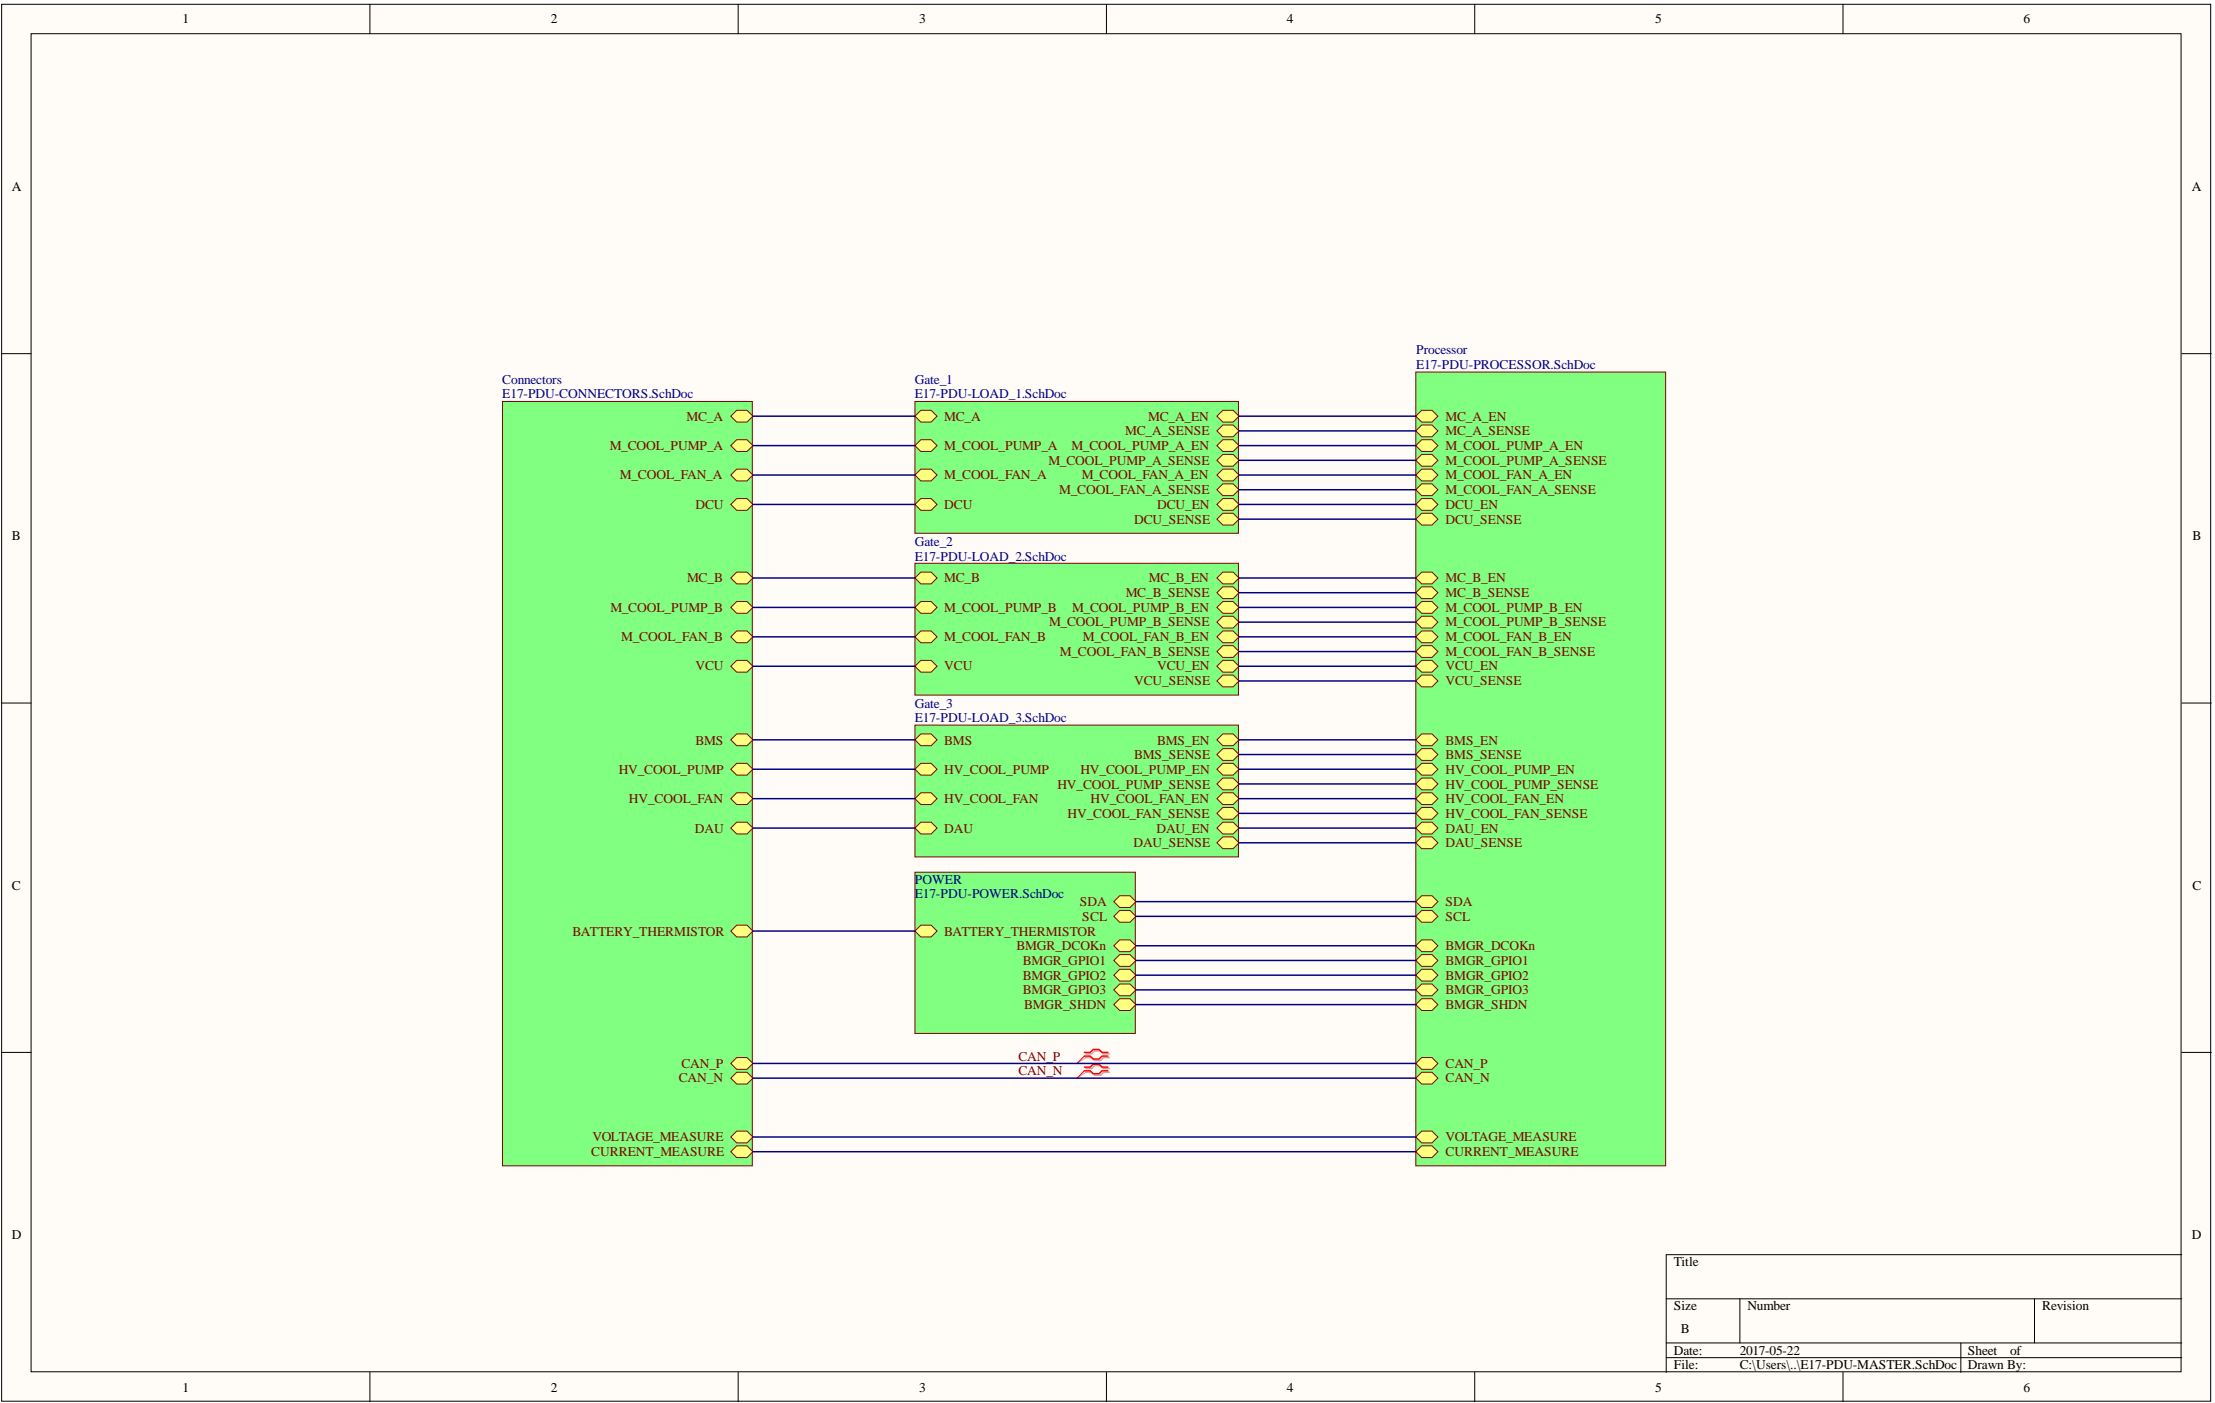 1 2 3 4 5 6
A A
B B
C C
D D
Connectors
E17-PDU-CONNECTORS.SchDoc
MC_A
M_COOL_PUMP_A
M_COOL_FAN_A
DCU
MC_B
M_COOL_PUMP_B
M_COOL_FAN_B
VCU
BMS
HV_COOL_PUMP
HV_COOL_FAN
DAU
BATTERY_THERMISTOR
CAN_P
CAN_N
VOLTAGE_MEASURE
CURRENT_MEASURE
Gate_1
E17-PDU-LOAD_1.SchDoc
MC_A MC_A_EN
MC_A_SENSE
M_COOL_PUMP_A M_COOL_PUMP_A_EN
M_COOL_PUMP_A_SENSE
M_COOL_FAN_A M_COOL_FAN_A_EN
M_COOL_FAN_A_SENSE
DCU DCU_EN
DCU_SENSE
Gate_2
E17-PDU-LOAD_2.SchDoc
MC_B MC_B_EN
MC_B_SENSE
M_COOL_PUMP_B M_COOL_PUMP_B_EN
M_COOL_PUMP_B_SENSE
M_COOL_FAN_B M_COOL_FAN_B_EN
M_COOL_FAN_B_SENSE
VCU VCU_EN
VCU_SENSE
Gate_3
E17-PDU-LOAD_3.SchDoc
BMS BMS_EN
BMS_SENSE
HV_COOL_PUMP HV_COOL_PUMP_EN
HV_COOL_PUMP_SENSE
HV_COOL_FAN HV_COOL_FAN_EN
HV_COOL_FAN_SENSE
DAU DAU_EN
DAU_SENSE
POWER
E17-PDU-POWER.SchDoc
SDA
SCL
BATTERY_THERMISTOR
BMGR_DCOKn
BMGR_GPIO1
BMGR_GPIO2
BMGR_GPIO3
BMGR_SHDN
CAN_P
CAN_N
Processor
E17-PDU-PROCESSOR.SchDoc
MC_A_EN
MC_A_SENSE
M_COOL_PUMP_A_EN
M_COOL_PUMP_A_SENSE
M_COOL_FAN_A_EN
M_COOL_FAN_A_SENSE
DCU_EN
DCU_SENSE
MC_B_EN
MC_B_SENSE
M_COOL_PUMP_B_EN
M_COOL_PUMP_B_SENSE
M_COOL_FAN_B_EN
M_COOL_FAN_B_SENSE
VCU_EN
VCU_SENSE
BMS_EN
BMS_SENSE
HV_COOL_PUMP_EN
HV_COOL_PUMP_SENSE
HV_COOL_FAN_EN
HV_COOL_FAN_SENSE
DAU_EN
DAU_SENSE
SDA
SCL
BMGR_DCOKn
BMGR_GPIO1
BMGR_GPIO2
BMGR_GPIO3
BMGR_SHDN
CAN_P
CAN_N
VOLTAGE_MEASURE
CURRENT_MEASURE
Title
Size Number Revision
B
Date: 2017-05-22 Sheet of
File: C:\Users\..\E17-PDU-MASTER.SchDoc Drawn By:
1 2 3 4 5 6